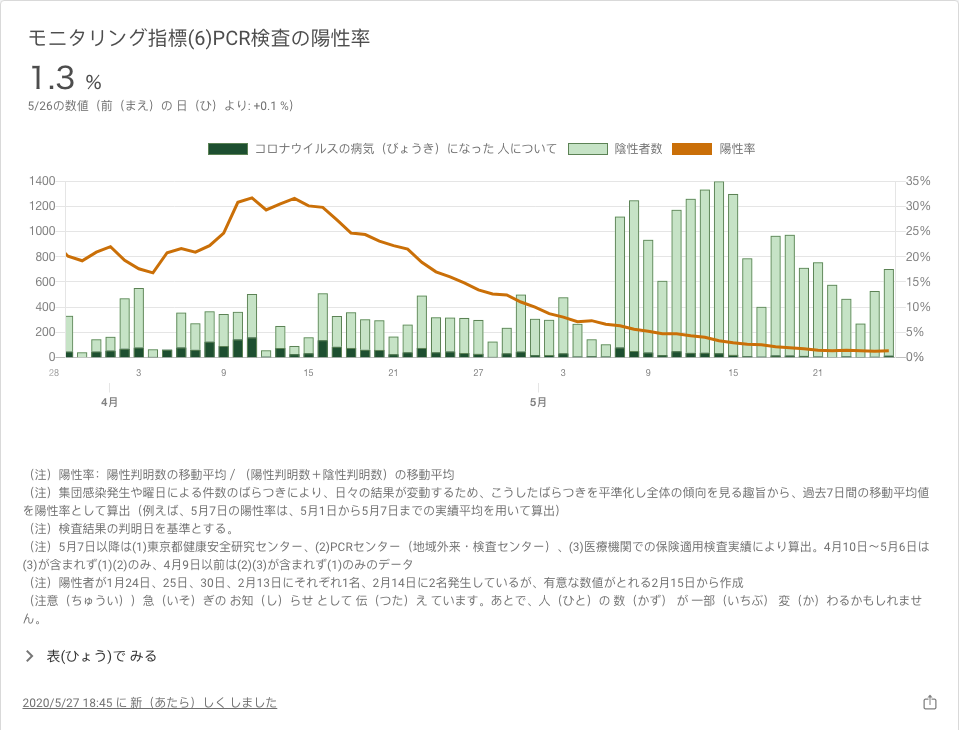 モニタリング指標(6)PCR検査の陽性率
1.3 %
5/26の数値（前（まえ）の 日（ひ）より: +0.1 %）
コロナウイルスの病気（びょうき）になった 人について 陰性者数 陽性率
1400 35%
1200 30%
1000 25%
800 20%
600 15%
400 10%
200 5%
0 0%
28 3 9 15 21 27 3 9 15 21
4月 5月
（注）陽性率：陽性判明数の移動平均 / （陽性判明数＋陰性判明数）の移動平均
（注）集団感染発生や曜日による件数のばらつきにより、日々の結果が変動するため、こうしたばらつきを平準化し全体の傾向を見る趣旨から、過去7日間の移動平均値
を陽性率として算出（例えば、5月7日の陽性率は、5月1日から5月7日までの実績平均を用いて算出）
（注）検査結果の判明日を基準とする。
（注）5月7日以降は(1)東京都健康安全研究センター、(2)PCRセンター（地域外来・検査センター）、(3)医療機関での保険適用検査実績により算出。4月10日～5月6日は
(3)が含まれず(1)(2)のみ、4月9日以前は(2)(3)が含まれず(1)のみのデータ
（注）陽性者が1月24日、25日、30日、2月13日にそれぞれ1名、2月14日に2名発生しているが、有意な数値がとれる2月15日から作成
（注意（ちゅうい））急（いそ）ぎの お知（し）らせ として 伝（つた）え ています。あとで、人（ひと）の 数（かず） が 一部（いちぶ） 変（か）わるかもしれませ
ん。
表(ひょう)で みる
2020/5/27 18:45 に 新（あたら）しく しました